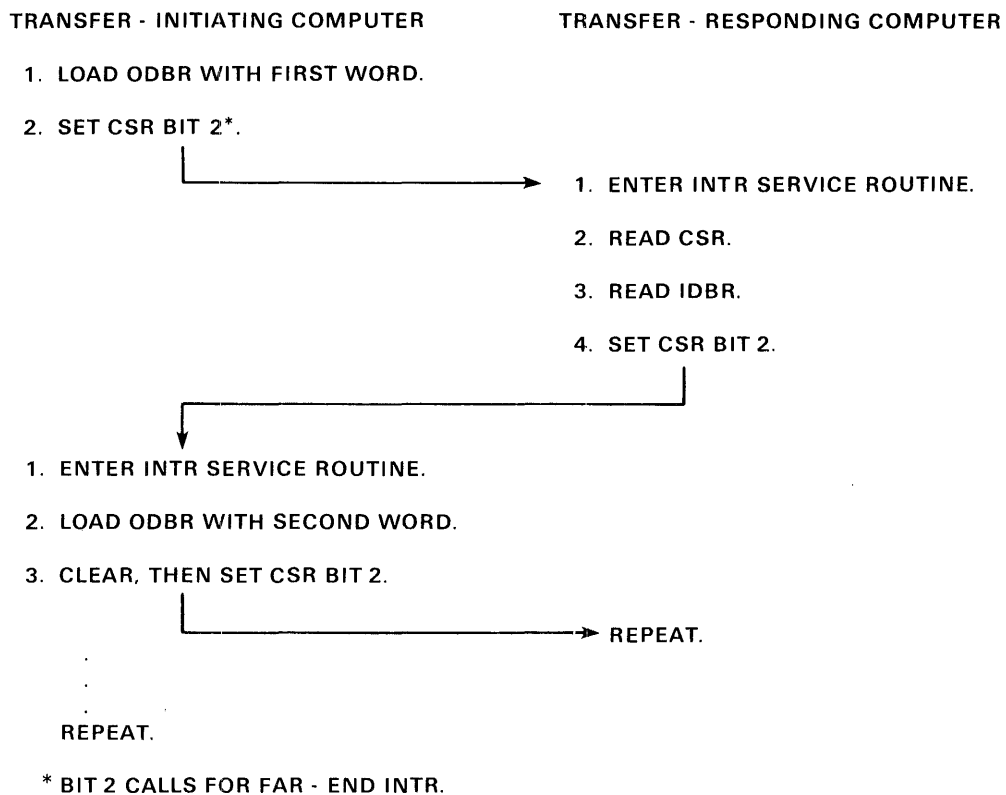 TRANSFER - INITIATING COMPUTER
TRANSFER - RESPONDING COMPUTER
1. LOAD ODBR WITH FIRST WORD.
2. SET CSR BIT 2*.
1. ENTER INTR SERVICE ROUTINE.
2. READ CSR.
3. READ IDBR.
4. SET CSR BIT 2.
1. ENTER INTR SERVICE ROUTINE.
2. LOAD ODBR WITH SECOND WORD.
3. CLEAR, THEN SET CSR BIT 2.
REPEAT.
.
.
.
REPEAT.
* BIT 2 CALLS FOR FAR - END INTR.